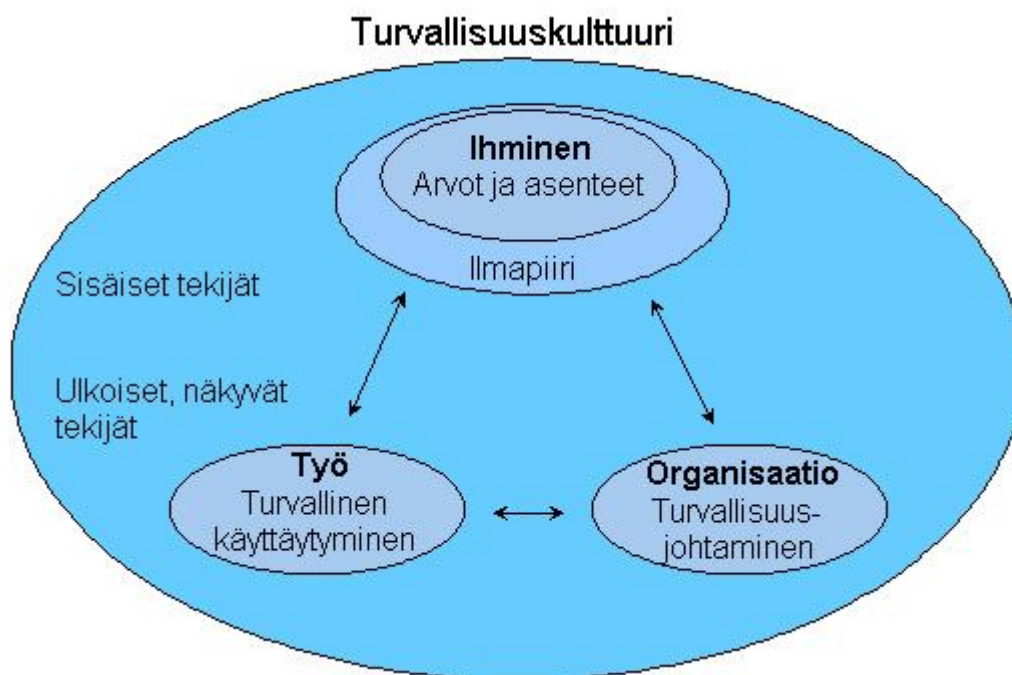 Turvallisuuskulttuuri
Ihminen
Arvot ja asenteet
Ilmapiiri
Sisäiset tekijät
Ulkoiset, näkyvät
tekijät
Työ
Turvallinen
käyttäytyminen
Organisaatio
Turvallisuus-
johtaminen